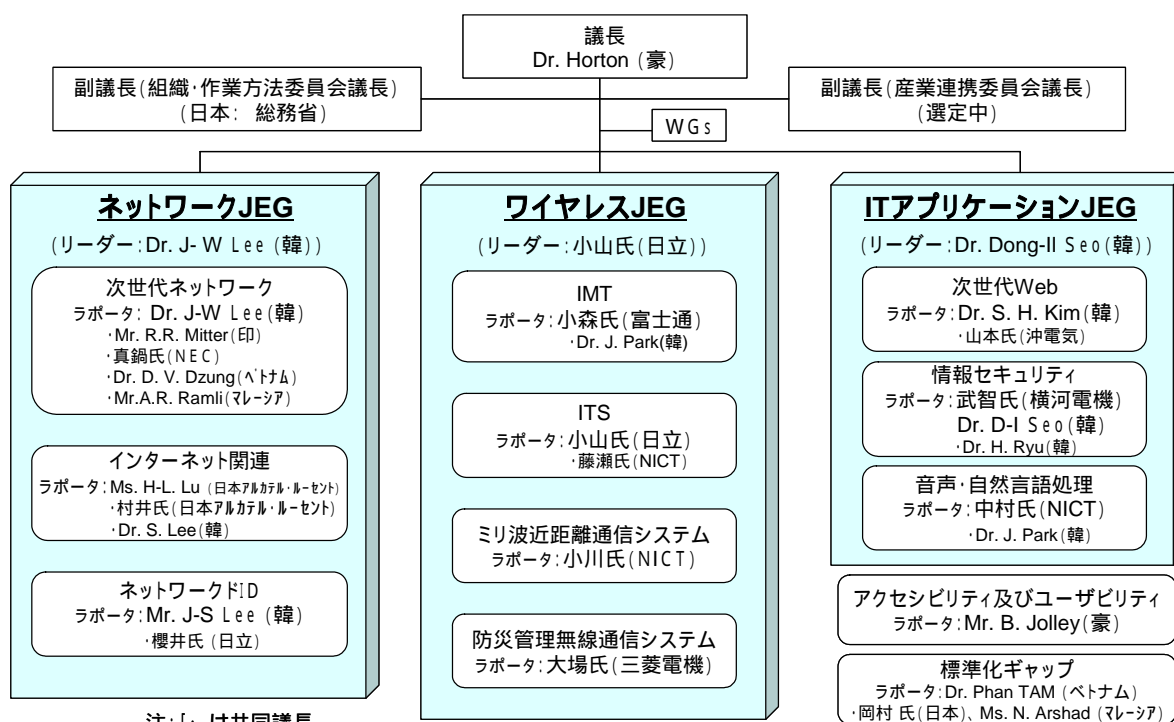 議長
Dr. Horton (豪)
副議長(組織･作業方法委員会議長)
(日本: 総務省)
副議長(産業連携委員会議長)
(選定中)
WGs
ネットワークJEG
(リーダー:Dr. J- W Lee (韓))
次世代ネットワーク
ラポータ: Dr. J-W Lee(韓)
･Mr. R.R. Mitter(印)
･真鍋氏(NEC)
･Dr. D. V. Dzung(ベトナム)
･Mr.A.R. Ramli(マレーシア)
インターネット関連
ラポータ:Ms. H-L. Lu (日本アルカテル･ルーセント)
･村井氏(日本アルカテル･ルーセント)
･Dr. S. Lee(韓)
ネットワークドID
ラポータ:Mr. J-S Lee (韓)
･櫻井氏 (日立)
ワイヤレスJEG
(リーダー:小山氏(日立))
IMT
ラポータ:小森氏(富士通)
･Dr. J. Park(韓)
ITS
ラポータ:小山氏(日立)
･藤瀬氏(NICT)
ミリ波近距離通信システム
ラポータ:小川氏(NICT)
防災管理無線通信システム
ラポータ:大場氏(三菱電機)
ITアプリケーションJEG
(リーダー:Dr. Dong-Il Seo(韓))
次世代Web
ラポータ:Dr. S. H. Kim(韓)
･山本氏(沖電気)
情報セキュリティ
ラポータ:武智氏(横河電機)
Dr. D-I Seo(韓)
･Dr. H. Ryu(韓)
音声･自然言語処理
ラポータ:中村氏(NICT)
･Dr. J. Park(韓)
アクセシビリティ及びユーザビリティ
ラポータ:Mr. B. Jolley(豪)
標準化ギャップ
ラポータ:Dr. Phan TAM (ベトナム)
･岡村 氏(日本)､Ms. N. Arshad (マレーシア)